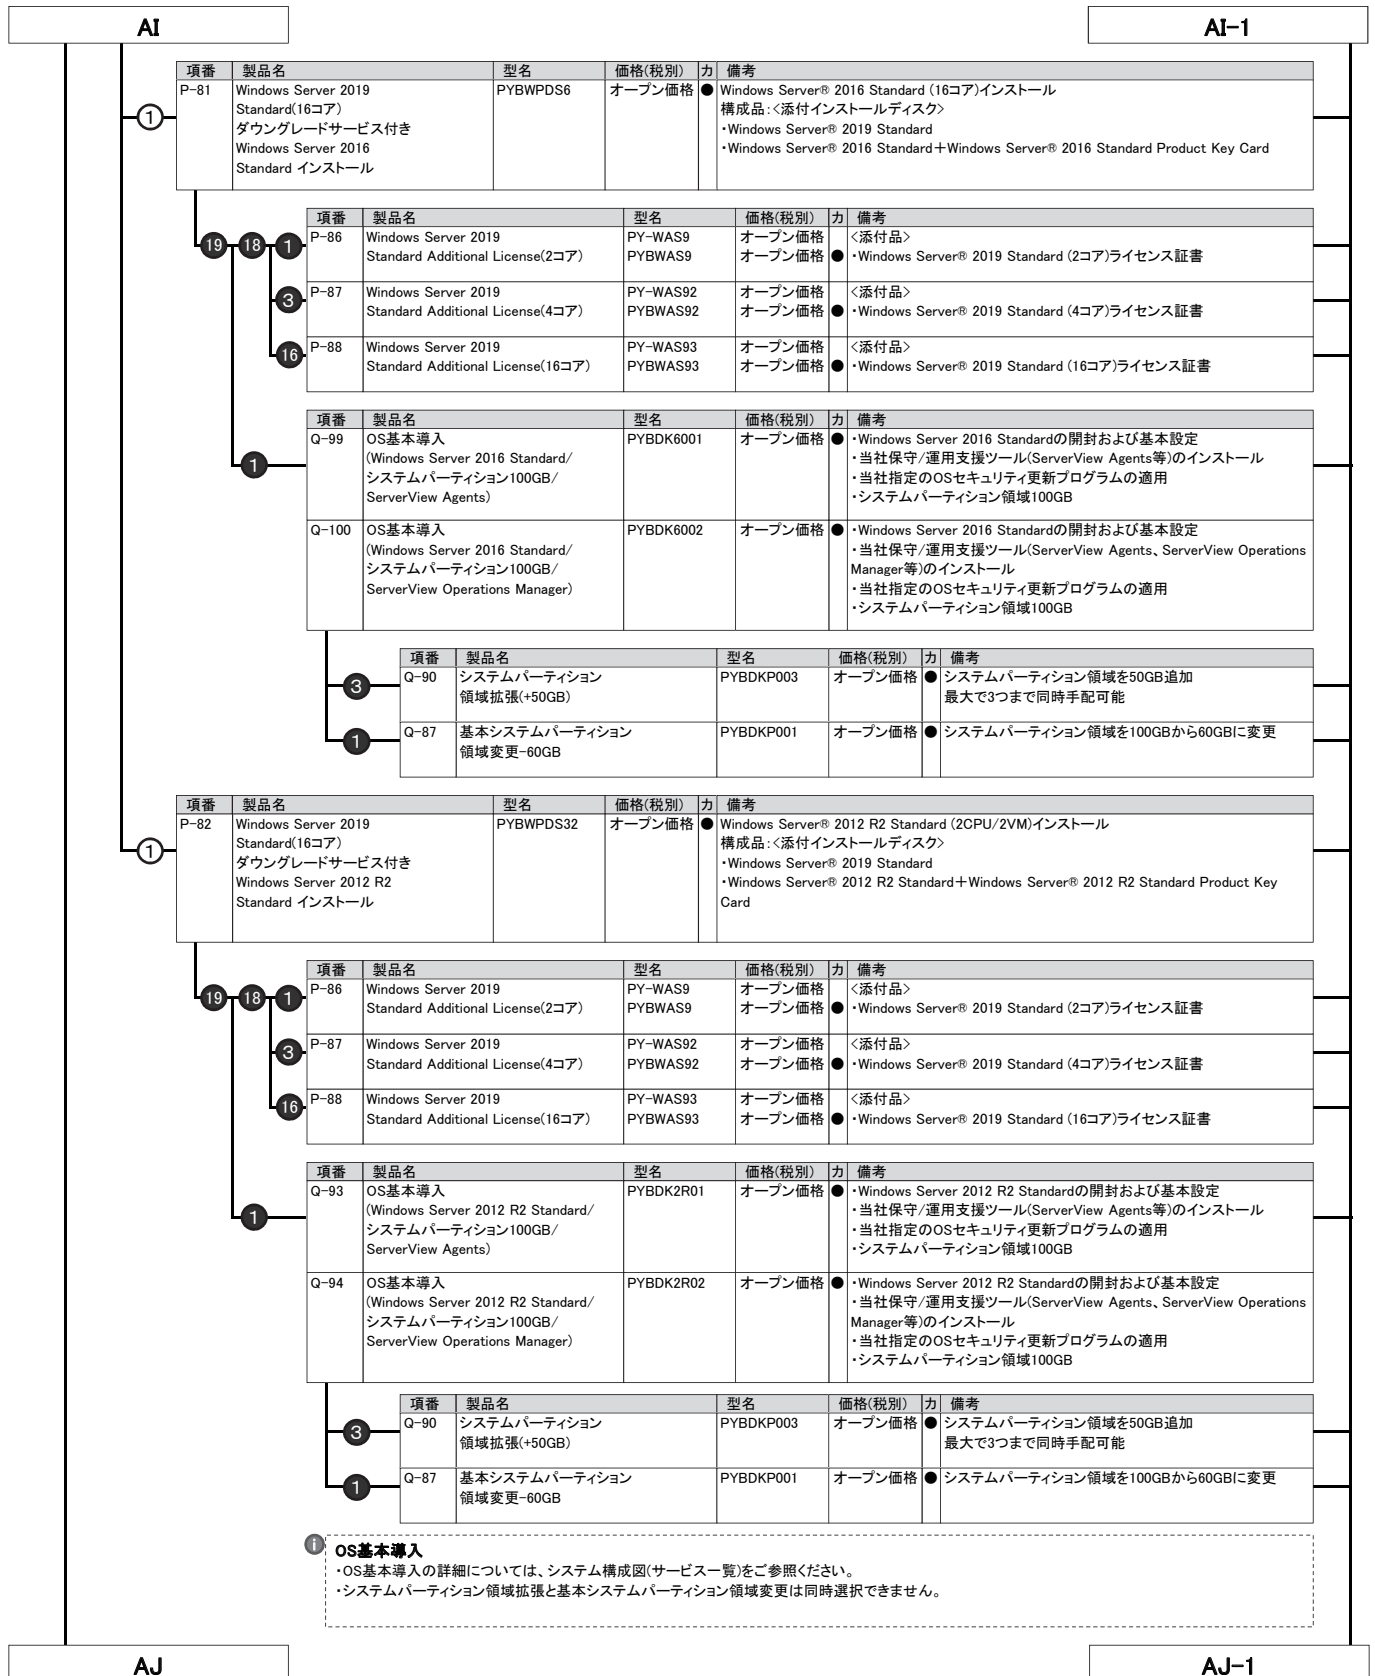 AI
AI-1
項番 製品名 型名 価格(税別) カ 備考
P-81 Windows Server 2019 PYBWPDS6 オープン価格 ● Windows Server® 2016 Standard (16コア)インストール
Standard(16コア) 構成品:<添付インストールディスク>
① ダウングレードサービス付き ・Windows Server® 2019 Standard
Windows Server 2016 ・Windows Server® 2016 Standard+Windows Server® 2016 Standard Product Key Card
Standard インストール
項番 製品名 型名 価格(税別) カ 備考
19 18 1 P-86 Windows Server 2019 PY-WAS9 オープン価格 <添付品>
Standard Additional License(2コア) PYBWAS9 オープン価格 ● ・Windows Server® 2019 Standard (2コア)ライセンス証書
3 P-87 Windows Server 2019 PY-WAS92 オープン価格 <添付品>
Standard Additional License(4コア) PYBWAS92 オープン価格 ● ・Windows Server® 2019 Standard (4コア)ライセンス証書
16 P-88 Windows Server 2019 PY-WAS93 オープン価格 <添付品>
Standard Additional License(16コア) PYBWAS93 オープン価格 ● ・Windows Server® 2019 Standard (16コア)ライセンス証書
項番 製品名 型名 価格(税別) カ 備考
Q-99 OS基本導入 PYBDK6001 オープン価格 ● ・Windows Server 2016 Standardの開封および基本設定
1 (Windows Server 2016 Standard/ ・当社保守/運用支援ツール(ServerView Agents等)のインストール
システムパーティション100GB/ ・当社指定のOSセキュリティ更新プログラムの適用
ServerView Agents) ・システムパーティション領域100GB
Q-100 OS基本導入 PYBDK6002 オープン価格 ● ・Windows Server 2016 Standardの開封および基本設定
(Windows Server 2016 Standard/ ・当社保守/運用支援ツール(ServerView Agents、ServerView Operations
システムパーティション100GB/ Manager等)のインストール
ServerView Operations Manager) ・当社指定のOSセキュリティ更新プログラムの適用
・システムパーティション領域100GB
項番 製品名 型名 価格(税別) カ 備考
3 Q-90 システムパーティション PYBDKP003 オープン価格 ● システムパーティション領域を50GB追加
領域拡張(+50GB) 最大で3つまで同時手配可能
1 Q-87 基本システムパーティション PYBDKP001 オープン価格 ● システムパーティション領域を100GBから60GBに変更
領域変更-60GB
項番 製品名 型名 価格(税別) カ 備考
P-82 Windows Server 2019 PYBWPDS32 オープン価格 ● Windows Server® 2012 R2 Standard (2CPU/2VM)インストール
Standard(16コア) 構成品:<添付インストールディスク>
① ダウングレードサービス付き ・Windows Server® 2019 Standard
Windows Server 2012 R2 ・Windows Server® 2012 R2 Standard+Windows Server® 2012 R2 Standard Product Key
Standard インストール Card
項番 製品名 型名 価格(税別) カ 備考
19 18 1 P-86 Windows Server 2019 PY-WAS9 オープン価格 <添付品>
Standard Additional License(2コア) PYBWAS9 オープン価格 ● ・Windows Server® 2019 Standard (2コア)ライセンス証書
3 P-87 Windows Server 2019 PY-WAS92 オープン価格 <添付品>
Standard Additional License(4コア) PYBWAS92 オープン価格 ● ・Windows Server® 2019 Standard (4コア)ライセンス証書
16 P-88 Windows Server 2019 PY-WAS93 オープン価格 <添付品>
Standard Additional License(16コア) PYBWAS93 オープン価格 ● ・Windows Server® 2019 Standard (16コア)ライセンス証書
項番 製品名 型名 価格(税別) カ 備考
Q-93 OS基本導入 PYBDK2R01 オープン価格 ● ・Windows Server 2012 R2 Standardの開封および基本設定
1 (Windows Server 2012 R2 Standard/ ・当社保守/運用支援ツール(ServerView Agents等)のインストール
システムパーティション100GB/ ・当社指定のOSセキュリティ更新プログラムの適用
ServerView Agents) ・システムパーティション領域100GB
Q-94 OS基本導入 PYBDK2R02 オープン価格 ● ・Windows Server 2012 R2 Standardの開封および基本設定
(Windows Server 2012 R2 Standard/ ・当社保守/運用支援ツール(ServerView Agents、ServerView Operations
システムパーティション100GB/ Manager等)のインストール
ServerView Operations Manager) ・当社指定のOSセキュリティ更新プログラムの適用
・システムパーティション領域100GB
項番 製品名 型名 価格(税別) カ 備考
3 Q-90 システムパーティション PYBDKP003 オープン価格 ● システムパーティション領域を50GB追加
領域拡張(+50GB) 最大で3つまで同時手配可能
1 Q-87 基本システムパーティション PYBDKP001 オープン価格 ● システムパーティション領域を100GBから60GBに変更
領域変更-60GB
i OS基本導入
・OS基本導入の詳細については、システム構成図(サービス一覧)をご参照ください。
・システムパーティション領域拡張と基本システムパーティション領域変更は同時選択できません。
AJ
AJ-1